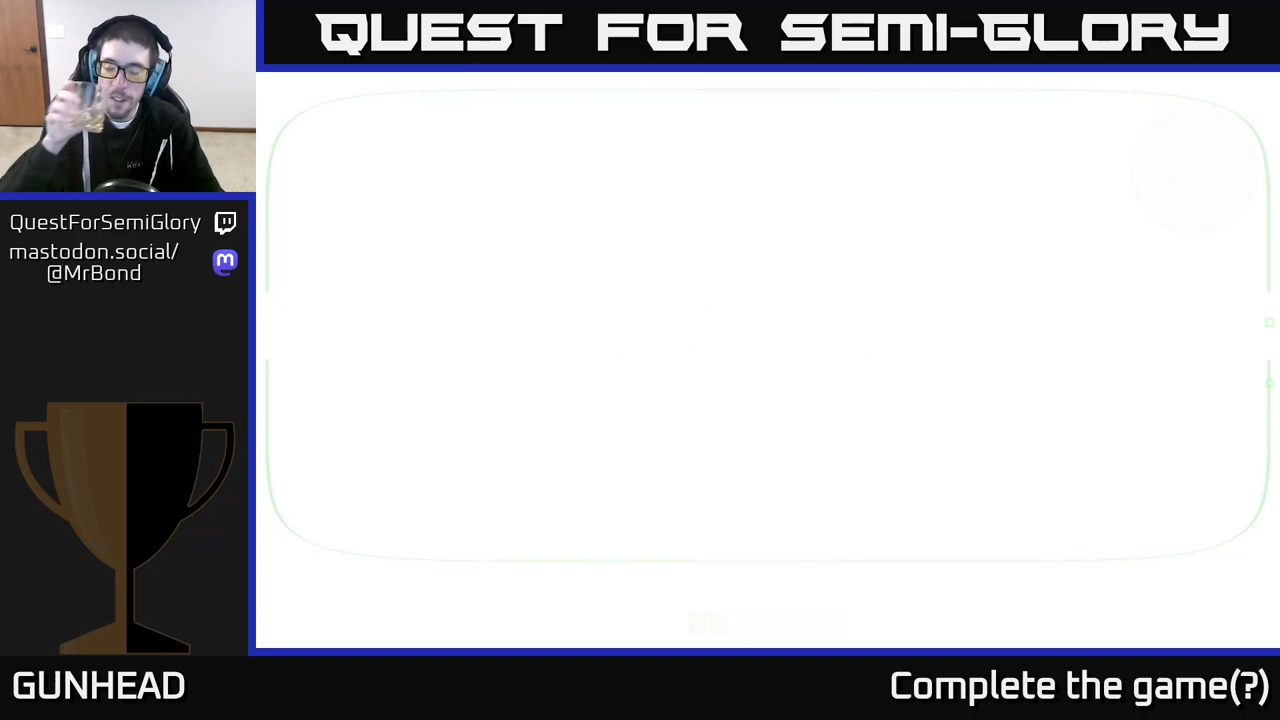 QUEST FOR SEMI-GLORY
QuestForSemiGlory
mastodon.social/
@MrBond
GUNHEAD
Complete the game(?)